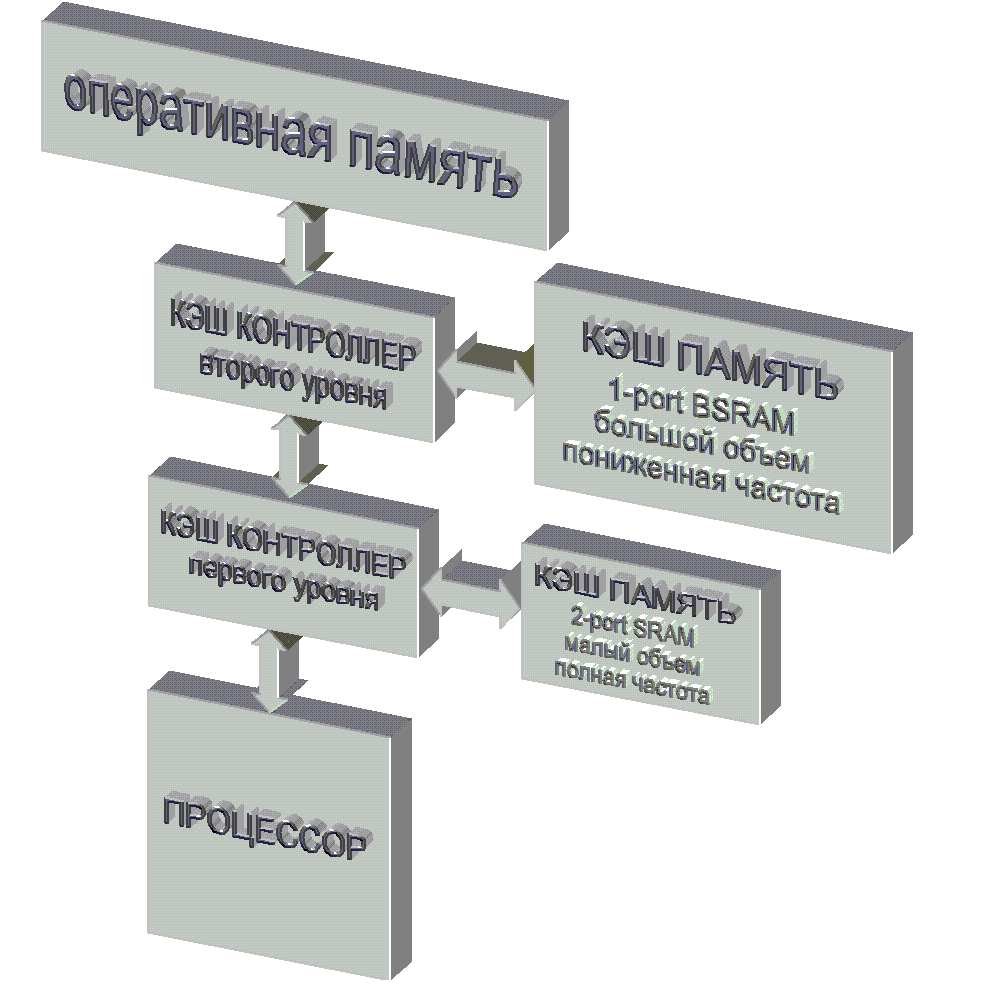 оперативная память
КЭШ КОНТРОЛЛЕР
второго уровня
КЭШ ПАМЯТЬ
1-port BSRAM
большой объем
пониженная частота
КЭШ КОНТРОЛЛЕР
первого уровня
КЭШ ПАМЯТЬ
2-port SRAM
малый объем
полная частота
ПРОЦЕССОР